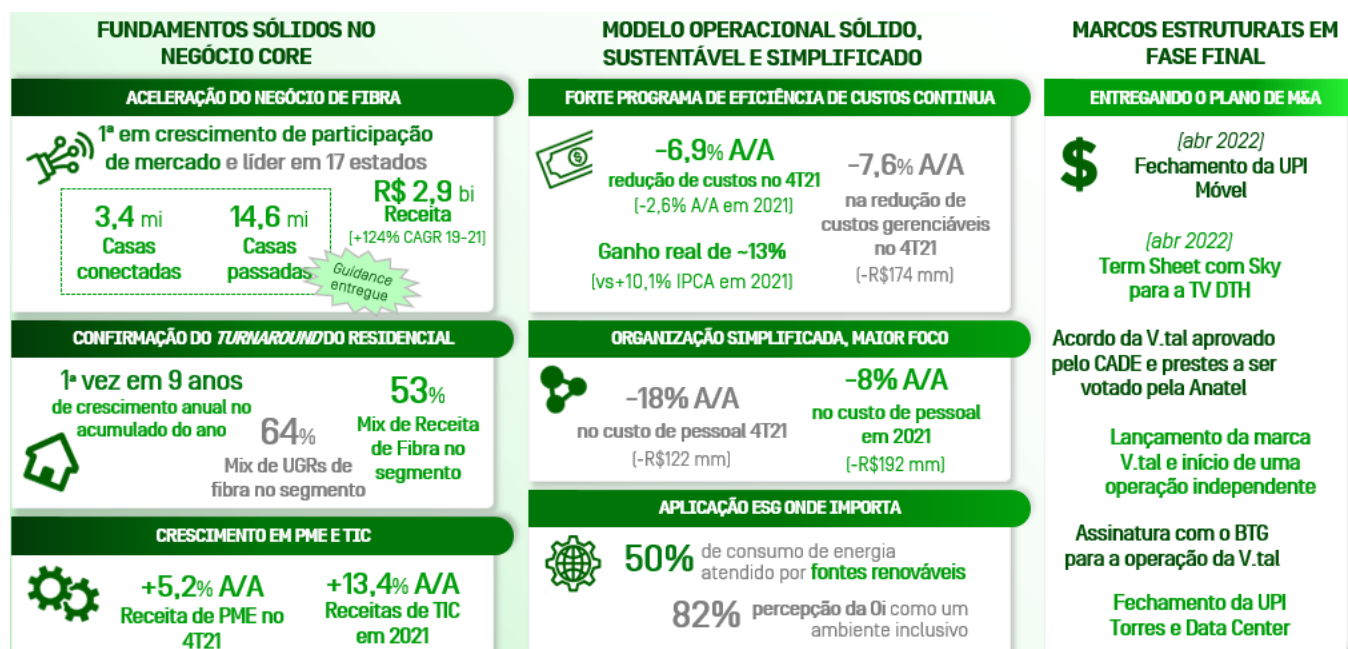 FUNDAMENTOS SÓLIDOS NO
NEGÓCIO CORE
ACELERAÇÃO DO NEGÓCIO DE FIBRA
1ª em crescimento de participação
de mercado e líder em 17 estados
3,4 mi
Casas
conectadas
14,6 mi
Casas
passadas
R$ 2,9 bi
Receita
(+124% CAGR 19-21)
Guidance
entregue
CONFIRMAÇÃO DO TURNAROUND DO RESIDENCIAL
1ª vez em 9 anos
de crescimento anual no
acumulado do ano
64%
Mix de UGRs de
fibra no segmento
53%
Mix de Receita
de Fibra no
segmento
CRESCIMENTO EM PME E TIC
+5,2% A/A
Receita de PME no
4T21
+13,4% A/A
Receitas de TIC
em 2021
MODELO OPERACIONAL SÓLIDO,
SUSTENTÁVEL E SIMPLIFICADO
FORTE PROGRAMA DE EFICIÊNCIA DE CUSTOS CONTINUA
-6,9% A/A
redução de custos no 4T21
(-2,6% A/A em 2021)
Ganho real de ~13%
(vs+10,1% IPCA em 2021)
-7,6% A/A
na redução de
custos gerenciáveis
no 4T21
(-R$174 mm)
ORGANIZAÇÃO SIMPLIFICADA, MAIOR FOCO
-18% A/A
no custo de pessoal 4T21
(-R$122 mm)
-8% A/A
no custo de pessoal
em 2021
(-R$192 mm)
APLICAÇÃO ESG ONDE IMPORTA
50% de consumo de energia
atendido por fontes renováveis
82% percepção da Oi como um
ambiente inclusivo
MARCOS ESTRUTURAIS EM
FASE FINAL
ENTREGANDO O PLANO DE M&A
$
(abr 2022)
Fechamento da UPI
Móvel
(abr 2022)
Term Sheet com Sky
para a TV DTH
Acordo da V.tal aprovado
pelo CADE e prestes a ser
votado pela Anatel
Lançamento da marca
V.tal e início de uma
operação independente
Assinatura com o BTG
para a operação da V.tal
Fechamento da UPI
Torres e Data Center